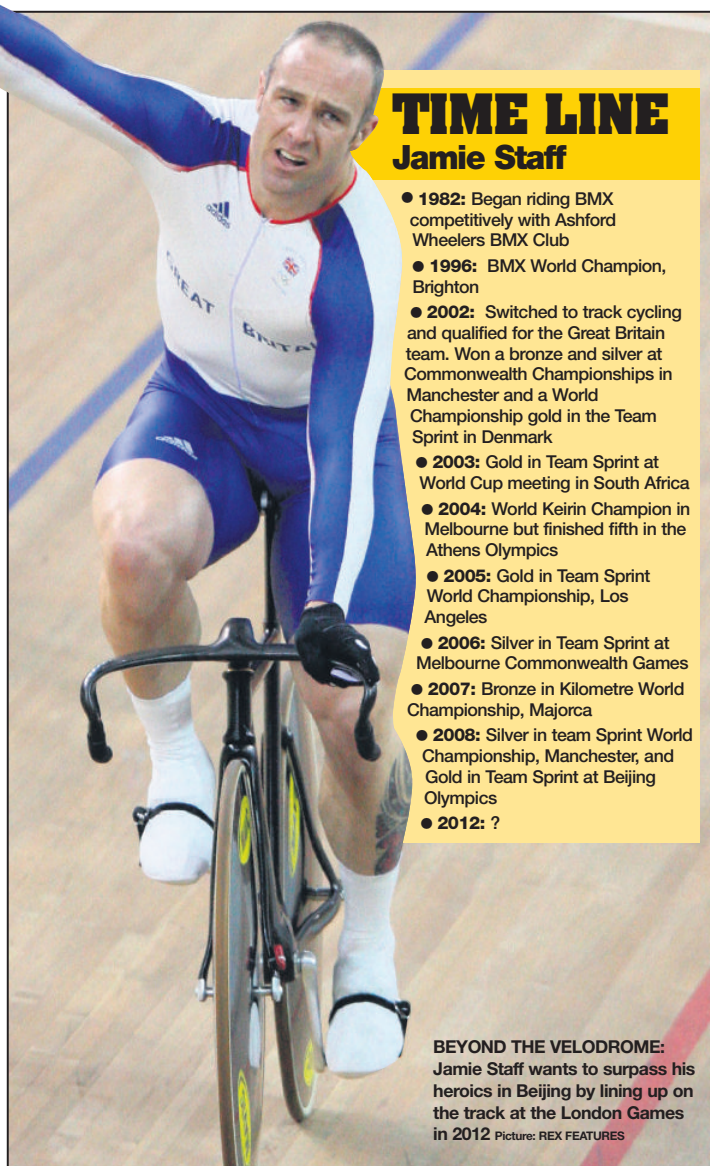 TIME LINE
Jamie Staff
● 1982: Began riding BMX
competitively with Ashford
Wheelers BMX Club
● 1996: BMX World Champion,
Brighton
● 2002: Switched to track cycling
and qualified for the Great Britain
team. Won a bronze and silver at
Commonwealth Championships in
Manchester and a World
Championship gold in the Team
Sprint in Denmark
● 2003: Gold in Team Sprint at
World Cup meeting in South Africa
● 2004: World Keirin Champion in
Melbourne but finished fifth in the
Athens Olympics
● 2005: Gold in Team Sprint
World Championship, Los
Angeles
● 2006: Silver in Team Sprint at
Melbourne Commonwealth Games
● 2007: Bronze in Kilometre World
Championship, Majorca
● 2008: Silver in team Sprint World
Championship, Manchester, and
Gold in Team Sprint at Beijing
Olympics
● 2012: ?
adidas
GREAT BRITAI
BEYOND THE VELODROME:
Jamie Staff wants to surpass his
heroics in Beijing by lining up on
the track at the London Games
in 2012 Picture: REX FEATURES